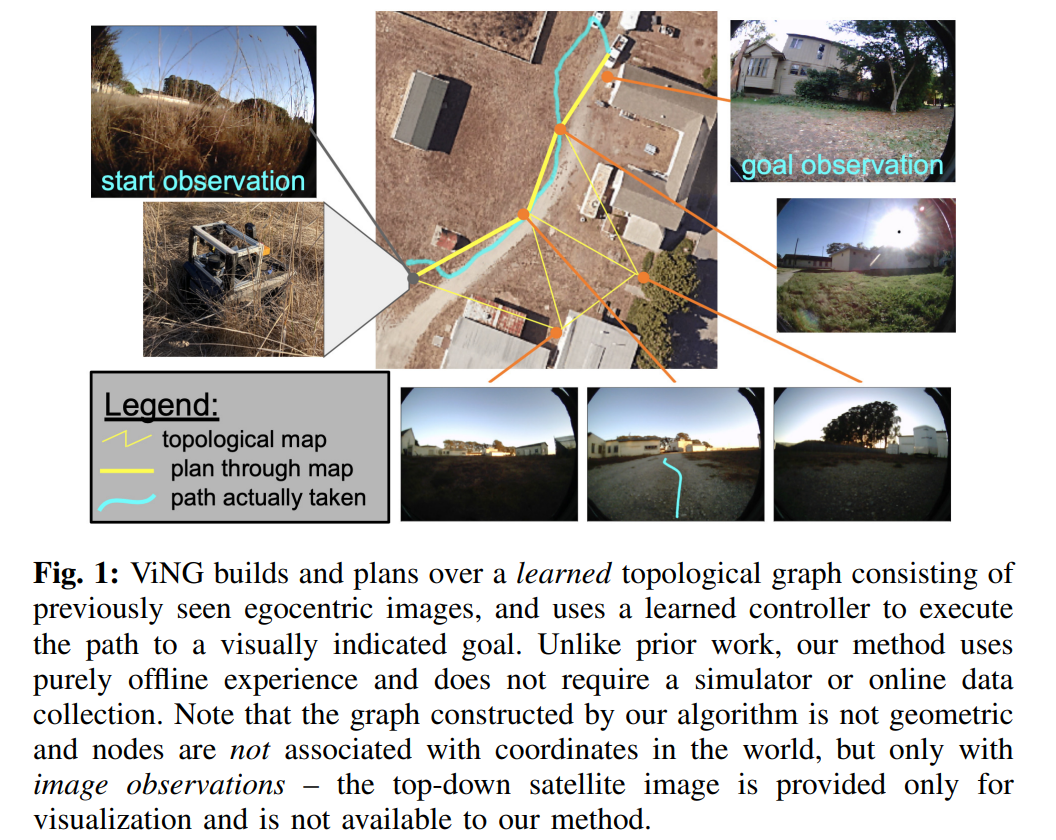 start observation
goal observation
Legend:
topological map
plan through map
path actually taken
Fig. 1: ViNG builds and plans over a learned topological graph consisting of
previously seen egocentric images, and uses a learned controller to execute
the path to a visually indicated goal. Unlike prior work, our method uses
purely offline experience and does not require a simulator or online data
collection. Note that the graph constructed by our algorithm is not geometric
and nodes are not associated with coordinates in the world, but only with
image observations – the top-down satellite image is provided only for
visualization and is not available to our method.